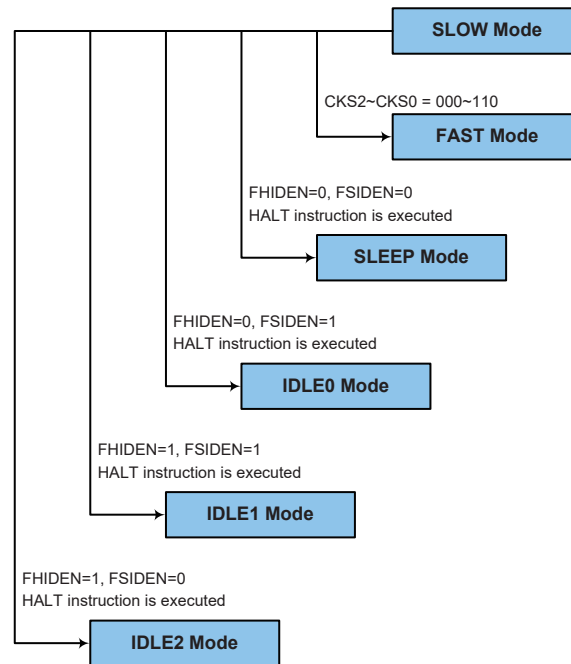 SLOW Mode
CKS2~CKS0 = 000~110
FAST Mode
FHIDEN=0, FSIDEN=0
HALT instruction is executed
SLEEP Mode
FHIDEN=0, FSIDEN=1
HALT instruction is executed
IDLE0 Mode
FHIDEN=1, FSIDEN=1
HALT instruction is executed
IDLE1 Mode
FHIDEN=1, FSIDEN=0
HALT instruction is executed
IDLE2 Mode